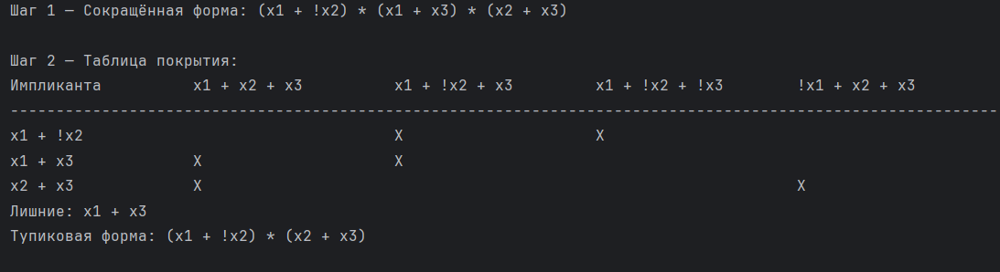 Шаг 1 — Сокращённая форма: (x1 + !x2) * (x1 + x3) * (x2 + x3)
Шаг 2 — Таблица покрытия:
Импликанта x1 + x2 + x3 x1 + !x2 + x3 x1 + !x2 + !x3 !x1 + x2 + x3
------------------------------------------------------------------------------------------------------------
x1 + !x2 X X
x1 + x3 X X
x2 + x3 X X
Лишние: x1 + x3
Тупиковая форма: (x1 + !x2) * (x2 + x3)